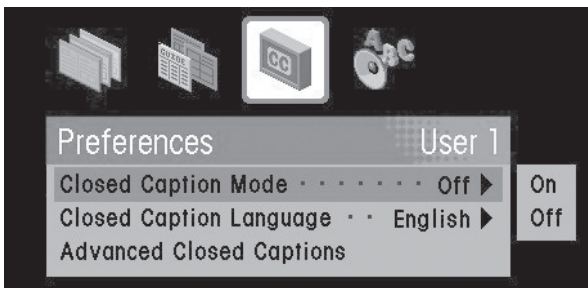 GUIDE
CC
ABC
Preferences User 1
Closed Caption Mode · · · · · · · Off ▶ On
Closed Caption Language · · English ▶ Off
Advanced Closed Captions